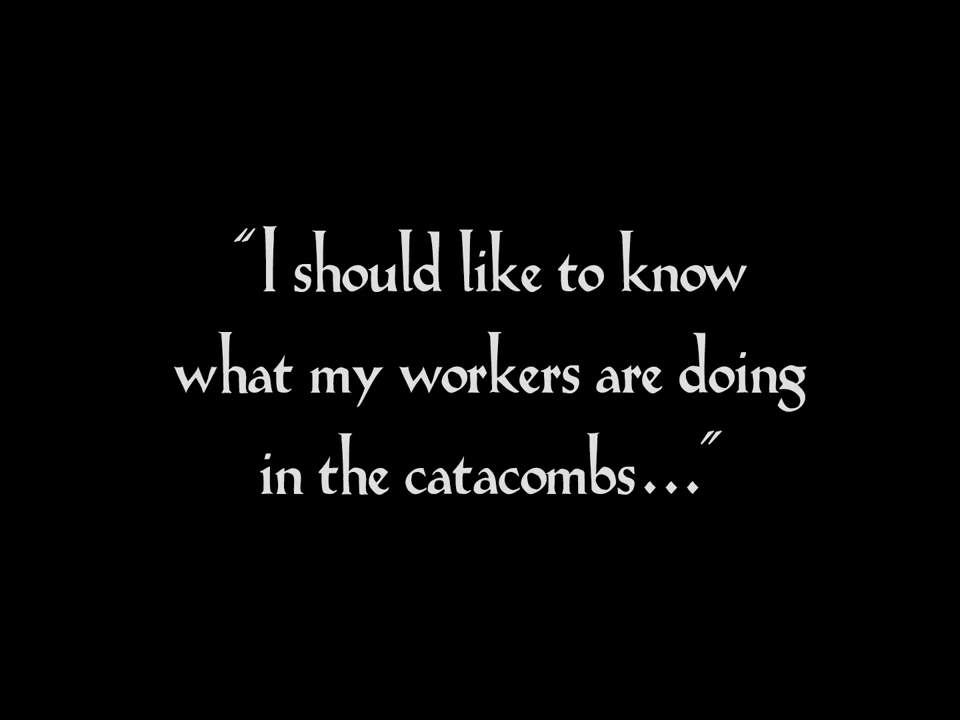 "I should like to know
what my workers are doing
in the catacombs..."